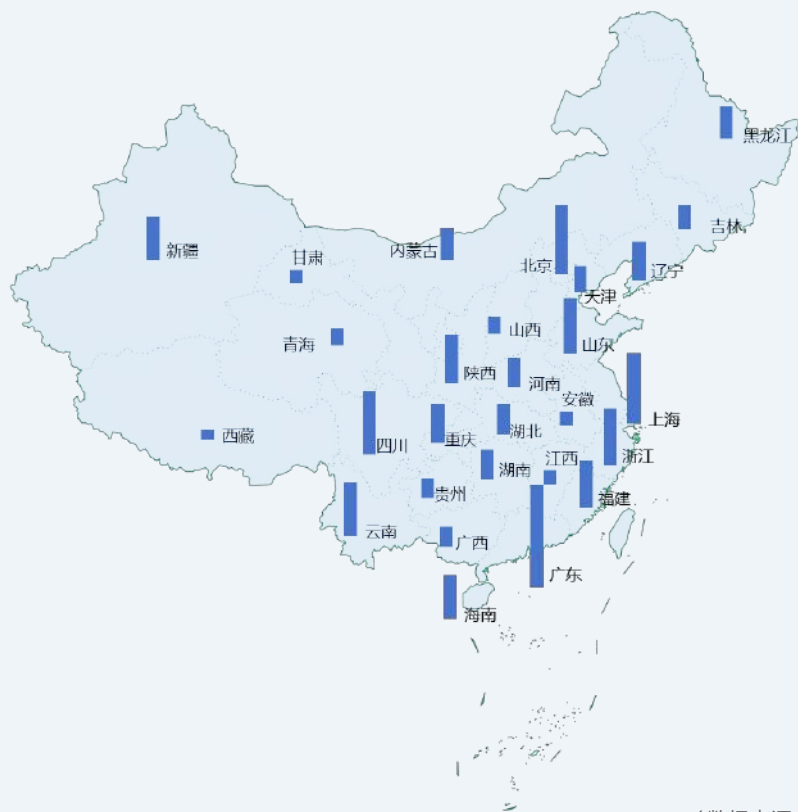 黑龙江
吉林
新疆
内蒙古
甘肃
北京
辽宁
天津
山西
青海
山东
陕西
河南
安徽
上海
西藏
四川
重庆
湖北
浙江
江西
湖南
贵州
福建
云南
广西
广东
海南